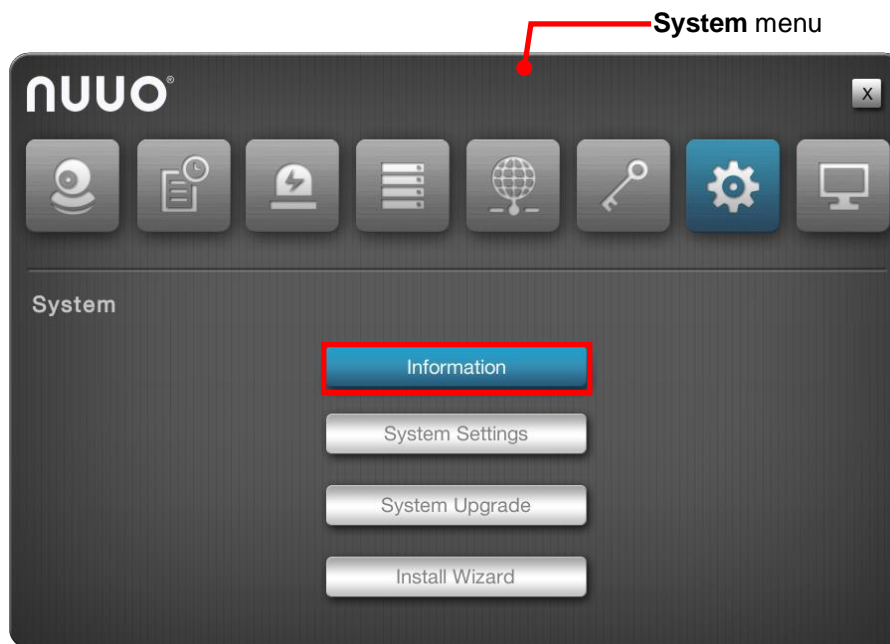 System menu
nuuo®
X
System
Information
System Settings
System Upgrade
Install Wizard